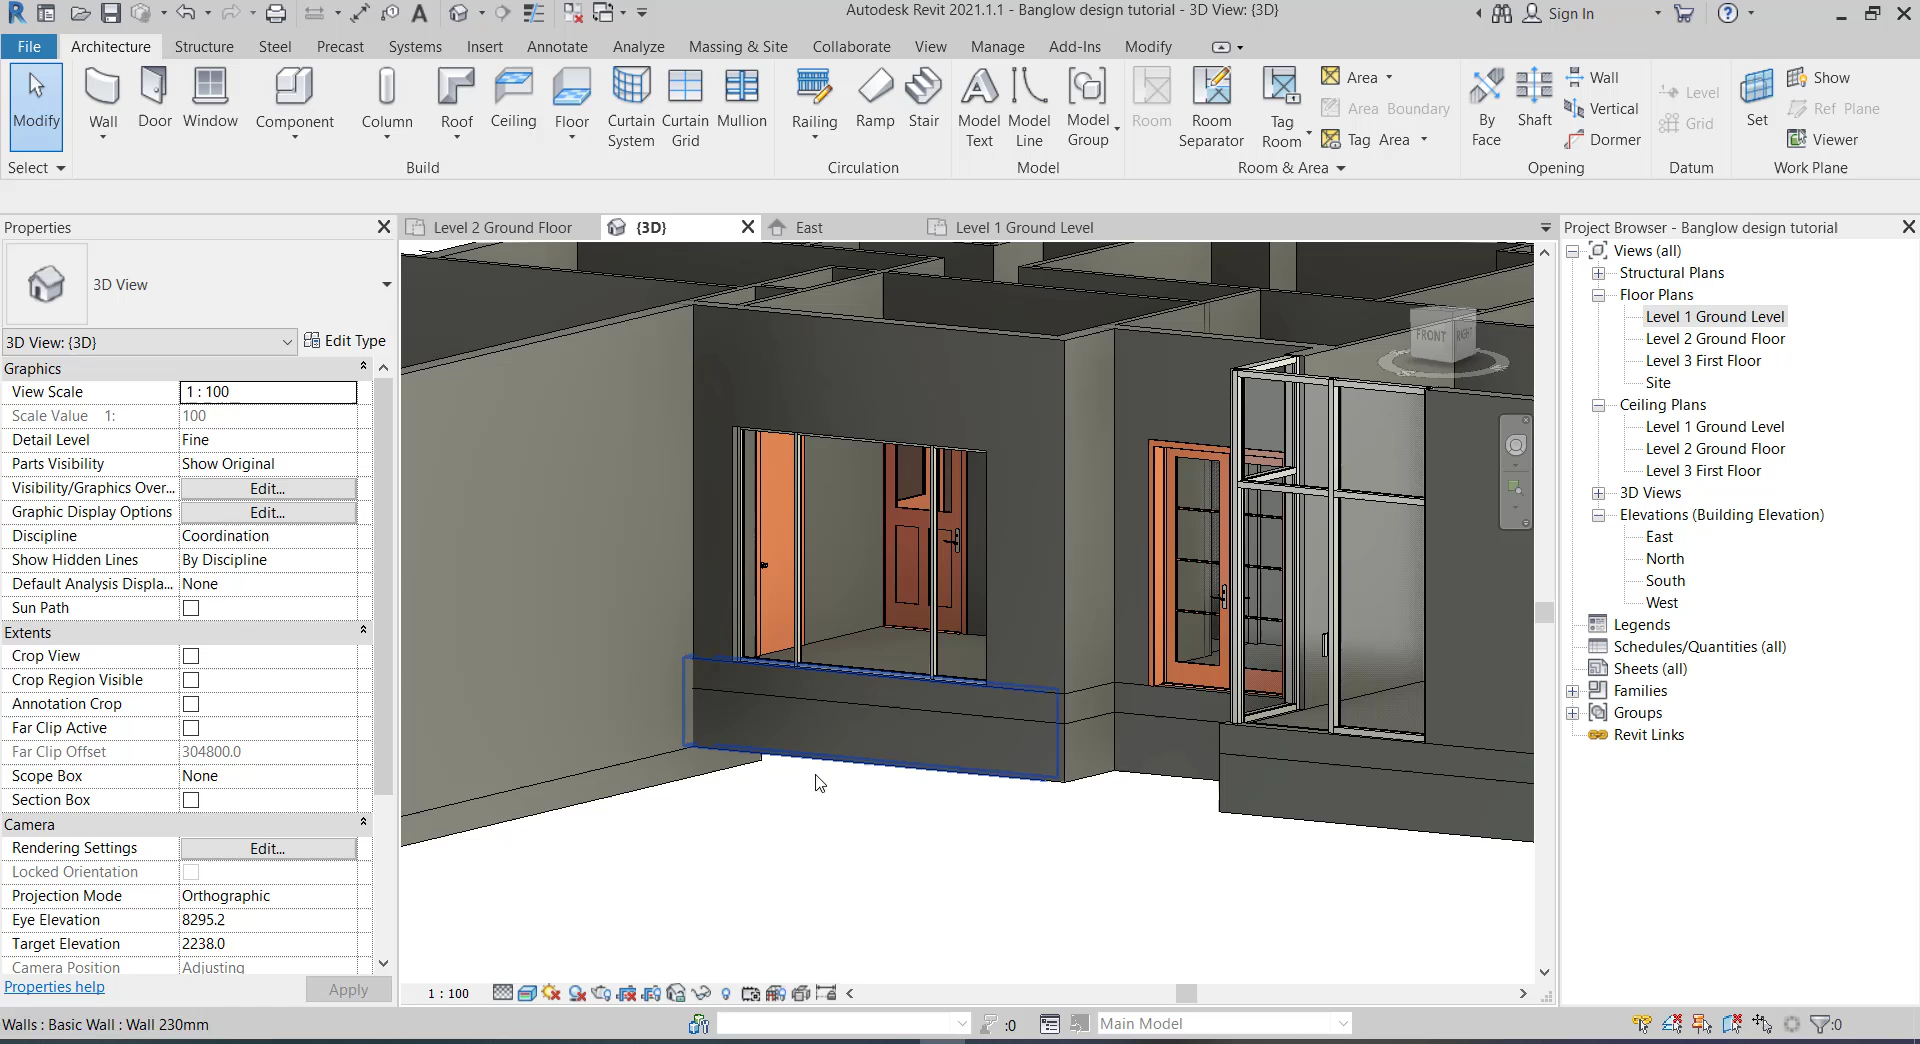 Autodesk Revit 2021.1.1 - Banglow design tutorial - 3D View: {3D}
Sign In
File Architecture Structure Steel Precast Systems Insert Annotate Analyze Massing & Site Collaborate View Manage Add-Ins Modify
Modify
Wall
Door
Window
Component
Column
Roof
Ceiling
Floor
Curtain System
Curtain Grid
Mullion
Railing
Ramp
Stair
Model Text
Model Line
Model Group
Room
Room Separator
Tag Room
Area
Area Boundary
Tag Area
By Face
Shaft
Wall
Vertical
Dormer
Level
Grid
Set
Show
Ref Plane
Viewer
Select
Build
Circulation
Model
Room & Area
Opening
Datum
Work Plane
Properties
3D View
3D View: {3D}
Edit Type
Graphics
View Scale 1 : 100
Scale Value 1: 100
Detail Level Fine
Parts Visibility Show Original
Visibility/Graphics Over... Edit...
Graphic Display Options Edit...
Discipline Coordination
Show Hidden Lines By Discipline
Default Analysis Displa... None
Sun Path
Extents
Crop View
Crop Region Visible
Annotation Crop
Far Clip Active
Far Clip Offset 304800.0
Scope Box None
Section Box
Camera
Rendering Settings Edit...
Locked Orientation
Projection Mode Orthographic
Eye Elevation 8295.2
Target Elevation 2238.0
Camera Position Adjusting
Properties help
Apply
Level 2 Ground Floor
{3D}
East
Level 1 Ground Level
FRONT
RIGHT
1 : 100
Project Browser - Banglow design tutorial
Views (all)
Structural Plans
Floor Plans
Level 1 Ground Level
Level 2 Ground Floor
Level 3 First Floor
Site
Ceiling Plans
Level 1 Ground Level
Level 2 Ground Floor
Level 3 First Floor
3D Views
Elevations (Building Elevation)
East
North
South
West
Legends
Schedules/Quantities (all)
Sheets (all)
Families
Groups
Revit Links
Walls : Basic Wall : Wall 230mm
:0
Main Model
:0